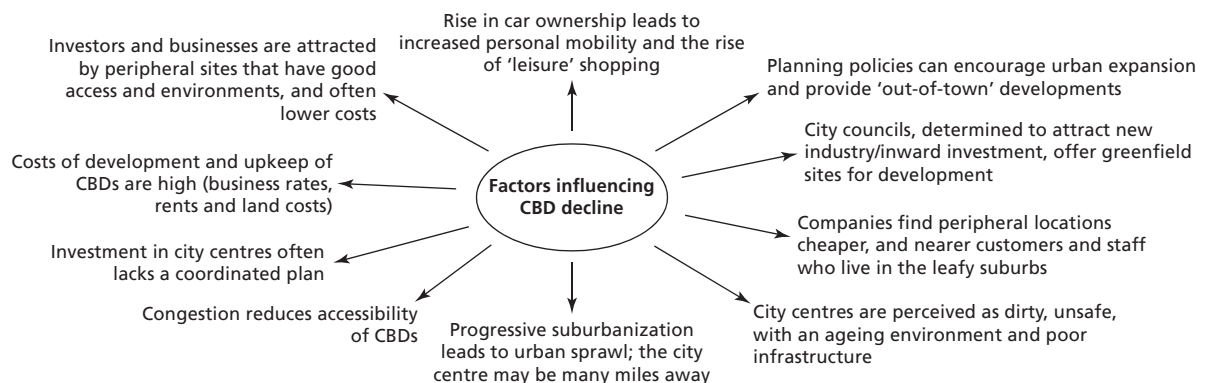 Rise in car ownership leads to
increased personal mobility and the rise
of ‘leisure’ shopping
Investors and businesses are attracted
by peripheral sites that have good
access and environments, and often
lower costs
Planning policies can encourage urban expansion
and provide ‘out-of-town’ developments
City councils, determined to attract new
industry/inward investment, offer greenfield
sites for development
Costs of development and upkeep of
CBDs are high (business rates,
rents and land costs)
Factors influencing
CBD decline
Companies find peripheral locations
cheaper, and nearer customers and staff
who live in the leafy suburbs
Investment in city centres often
lacks a coordinated plan
Congestion reduces accessibility
of CBDs
Progressive suburbanization
leads to urban sprawl; the city
centre may be many miles away
City centres are perceived as dirty, unsafe,
with an ageing environment and poor
infrastructure